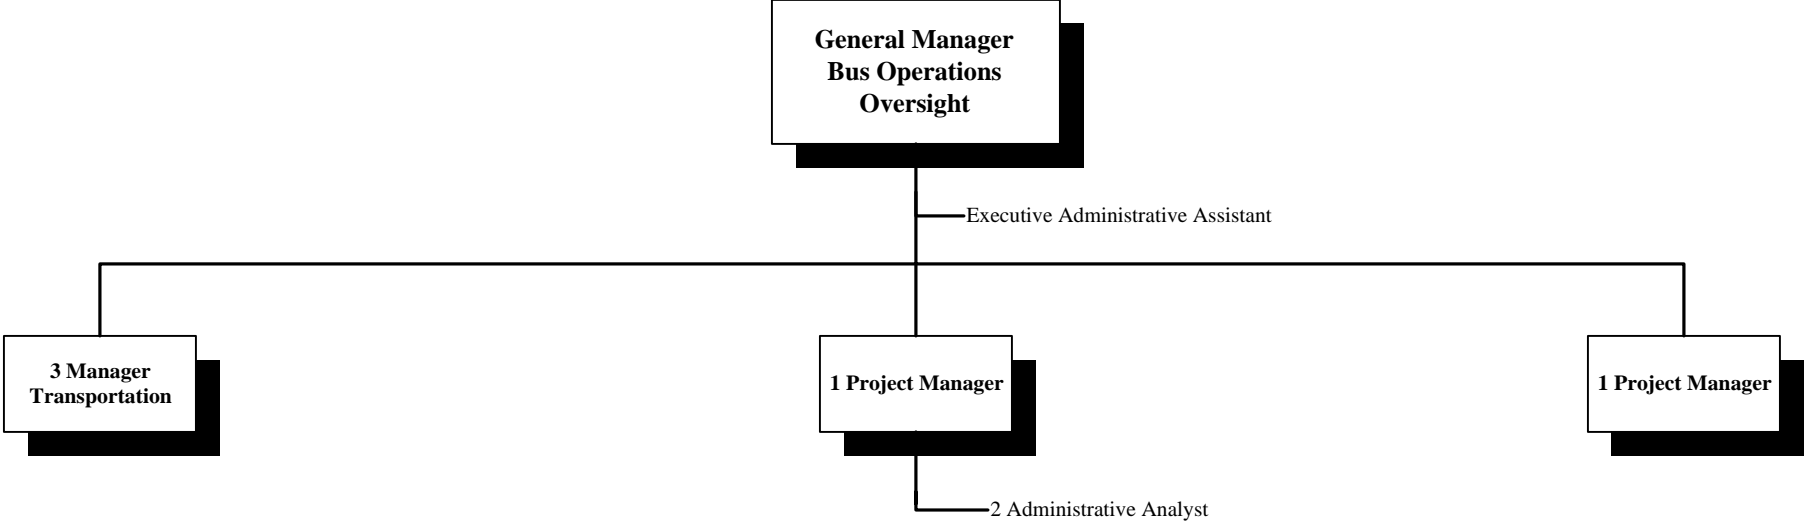 General Manager
Bus Operations
Oversight
Executive Administrative Assistant
3 Manager
Transportation
1 Project Manager
1 Project Manager
2 Administrative Analyst